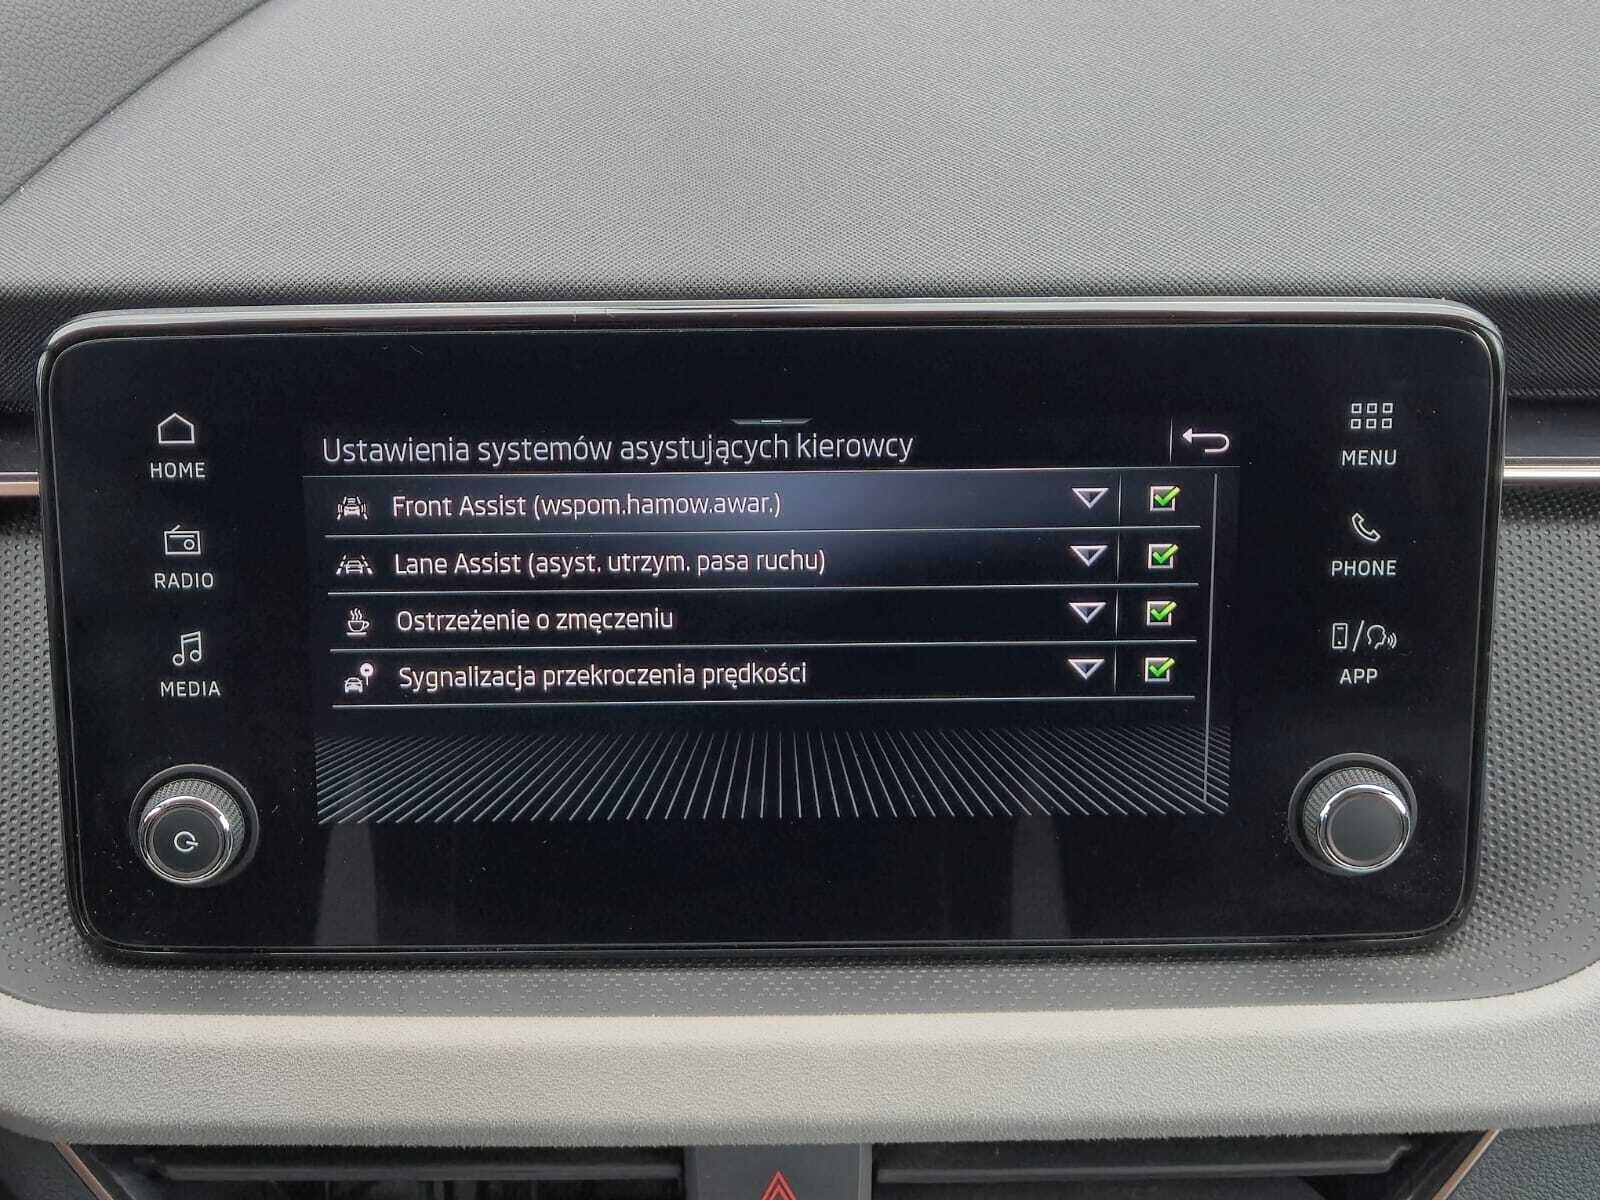 Ustawienia systemów asystujących kierowcy
Front Assist (wspom.hamow.awar.)
Lane Assist (asyst. utrzym. pasa ruchu)
Ostrzeżenie o zmęczeniu
Sygnalizacja przekroczenia prędkości
HOME
RADIO
MEDIA
MENU
PHONE
APP